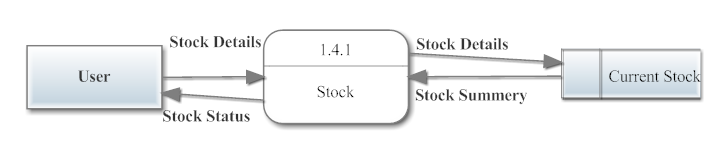 Stock Details
User
Stock Status
1.4.1
Stock
Stock Details
Stock Summery
Current Stock